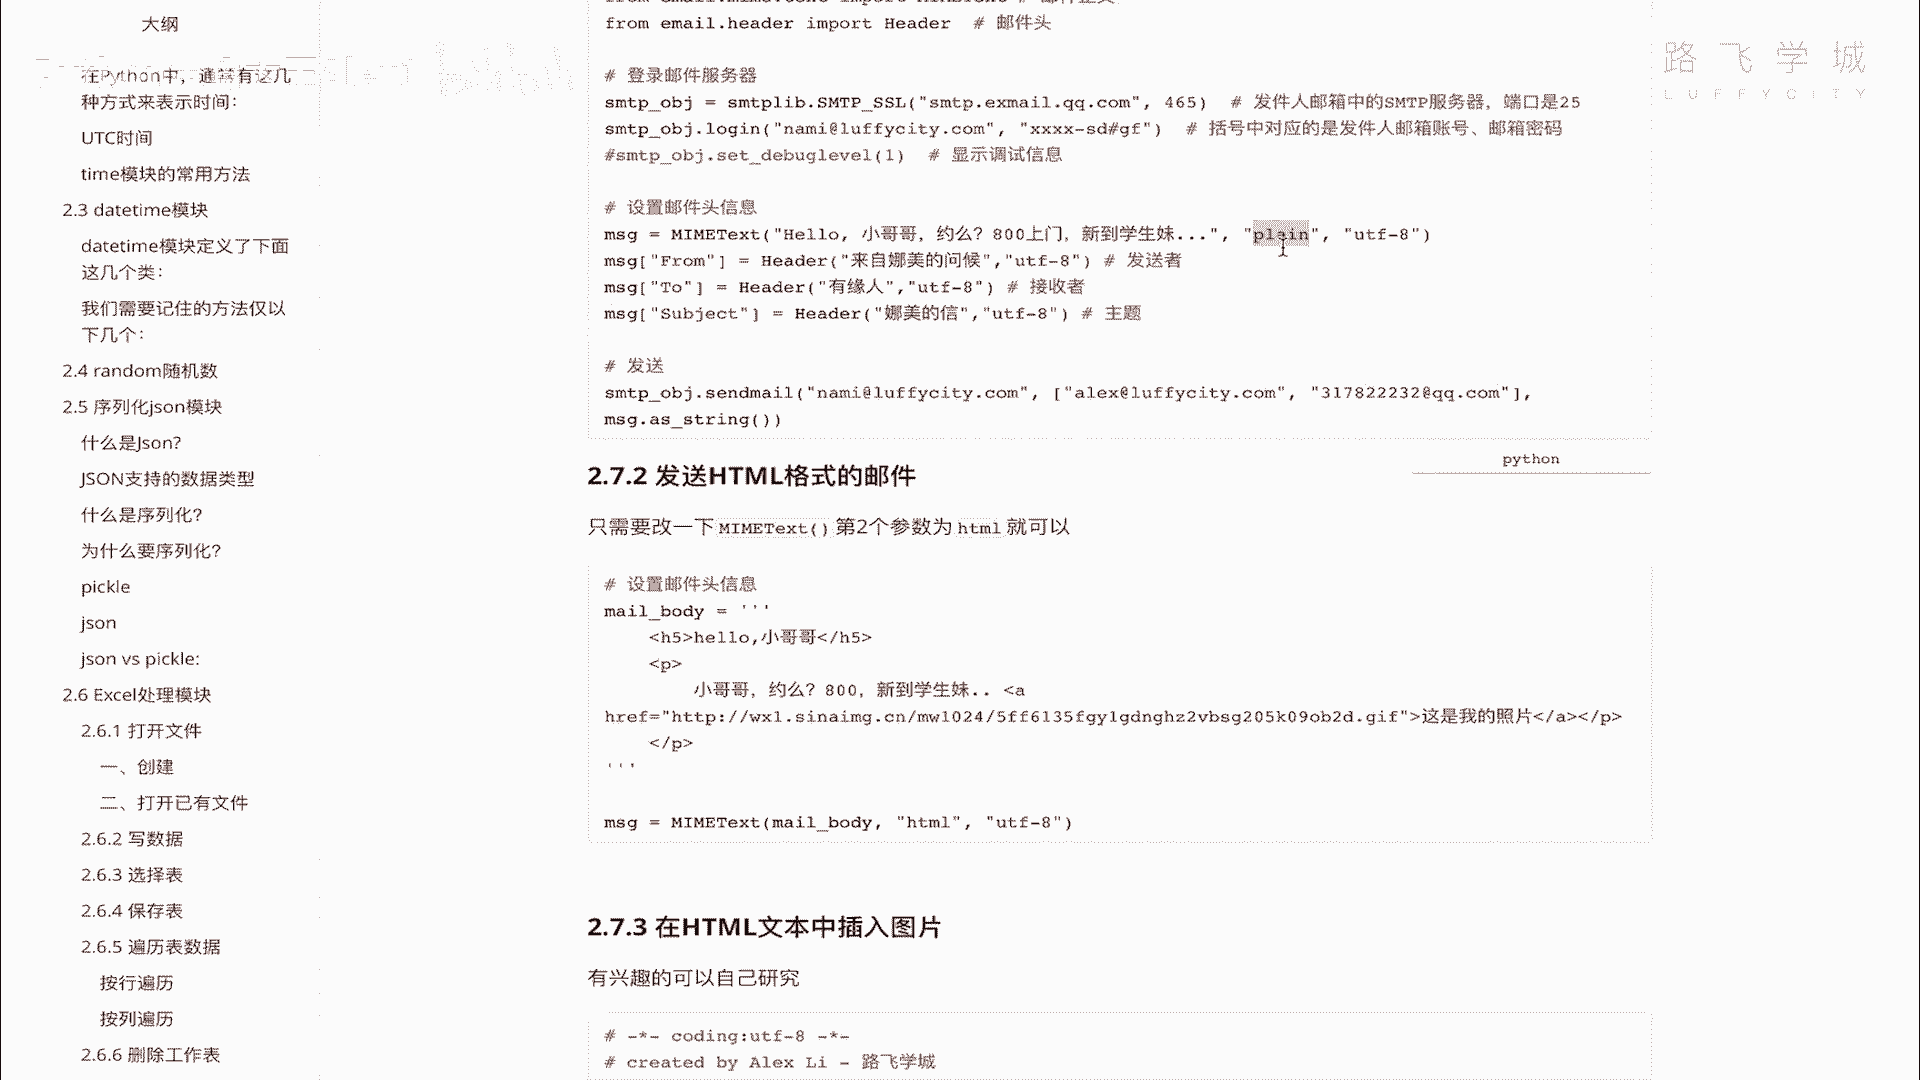 大纲
在Python中，通常有这几
种方式来表示时间：
UTC时间
time模块的常用方法
2.3 datetime模块
datetime模块定义了下面
这几个类：
我们需要记住的方法仅以
下几个：
2.4 random随机数
2.5 序列化json模块
什么是Json?
JSON支持的数据类型
什么是序列化？
为什么要序列化？
pickle
json
json vs pickle:
2.6 Excel处理模块
2.6.1 打开文件
一、创建
二、打开已有文件
2.6.2 写数据
2.6.3 选择表
2.6.4 保存表
2.6.5 遍历表数据
按行遍历
按列遍历
2.6.6 删除工作表
from email.header import Header  # 邮件头
# 登录邮件服务器
smtp_obj = smtplib.SMTP_SSL("smtp.exmail.qq.com", 465)  # 发件人邮箱中的SMTP服务器，端口是25
smtp_obj.login("nami@luffycity.com", "xxxx-sd#gf")  # 括号中对应的是发件人邮箱账号、邮箱密码
#smtp_obj.set_debuglevel(1)  # 显示调试信息
# 设置邮件头信息
msg = MIMEText("Hello, 小哥哥，约么？800上门，新到学生妹...", "plain", "utf-8")
msg["From"] = Header("来自娜美的问候","utf-8") # 发送者
msg["To"] = Header("有缘人","utf-8") # 接收者
msg["Subject"] = Header("娜美的信","utf-8") # 主题
# 发送
smtp_obj.sendmail("nami@luffycity.com", ["alex@luffycity.com", "317822232@qq.com"],
msg.as_string())
python
2.7.2 发送HTML格式的邮件
只需要改一下MIMEText()第2个参数为html就可以
# 设置邮件头信息
mail_body = '''
<h5>hello,小哥哥</h5>
<p>
小哥哥，约么？800，新到学生妹.. <a
href="http://wx1.sinaimg.cn/mw1024/5ff6135fgy1gdnghz2vbsg205k09ob2d.gif">这是我的照片</a></p>
</p>
'''
msg = MIMEText(mail_body, "html", "utf-8")
2.7.3 在HTML文本中插入图片
有兴趣的可以自己研究
# -*- coding:utf-8 -*-
# created by Alex Li - 路飞学城
路飞学城
LUFFYCITY